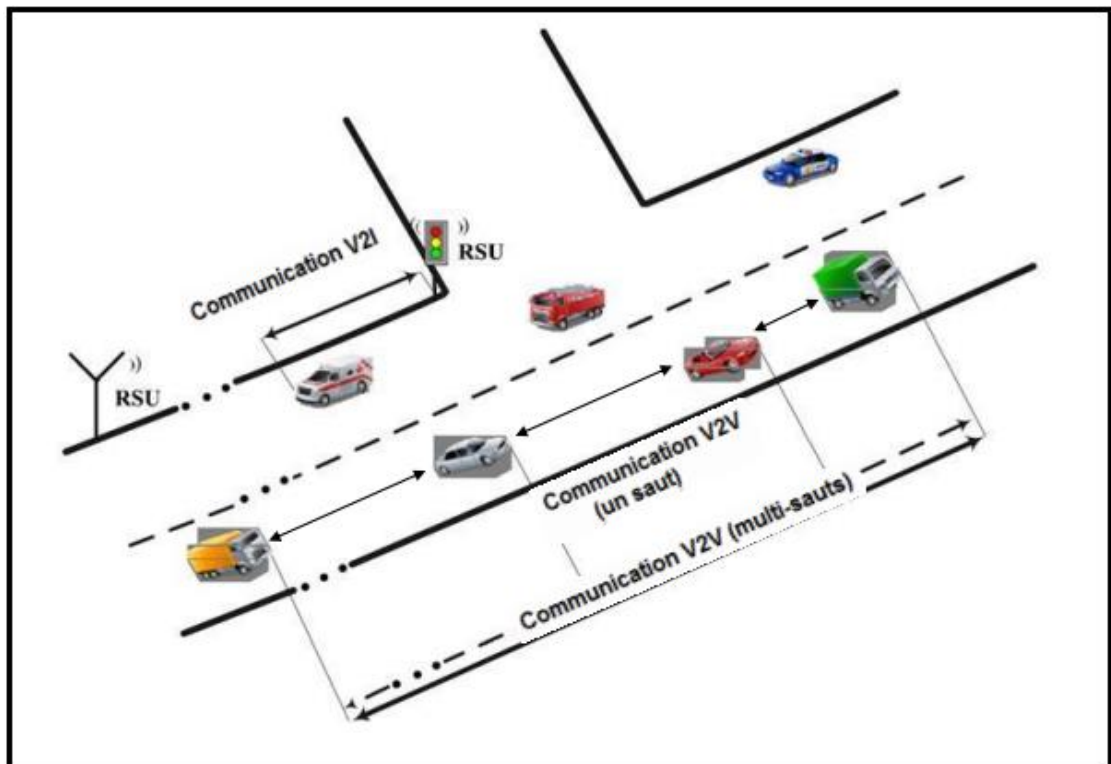 Communication V2I
RSU
RSU
Communication V2V
(un saut)
Communication V2V (multi-sauts)